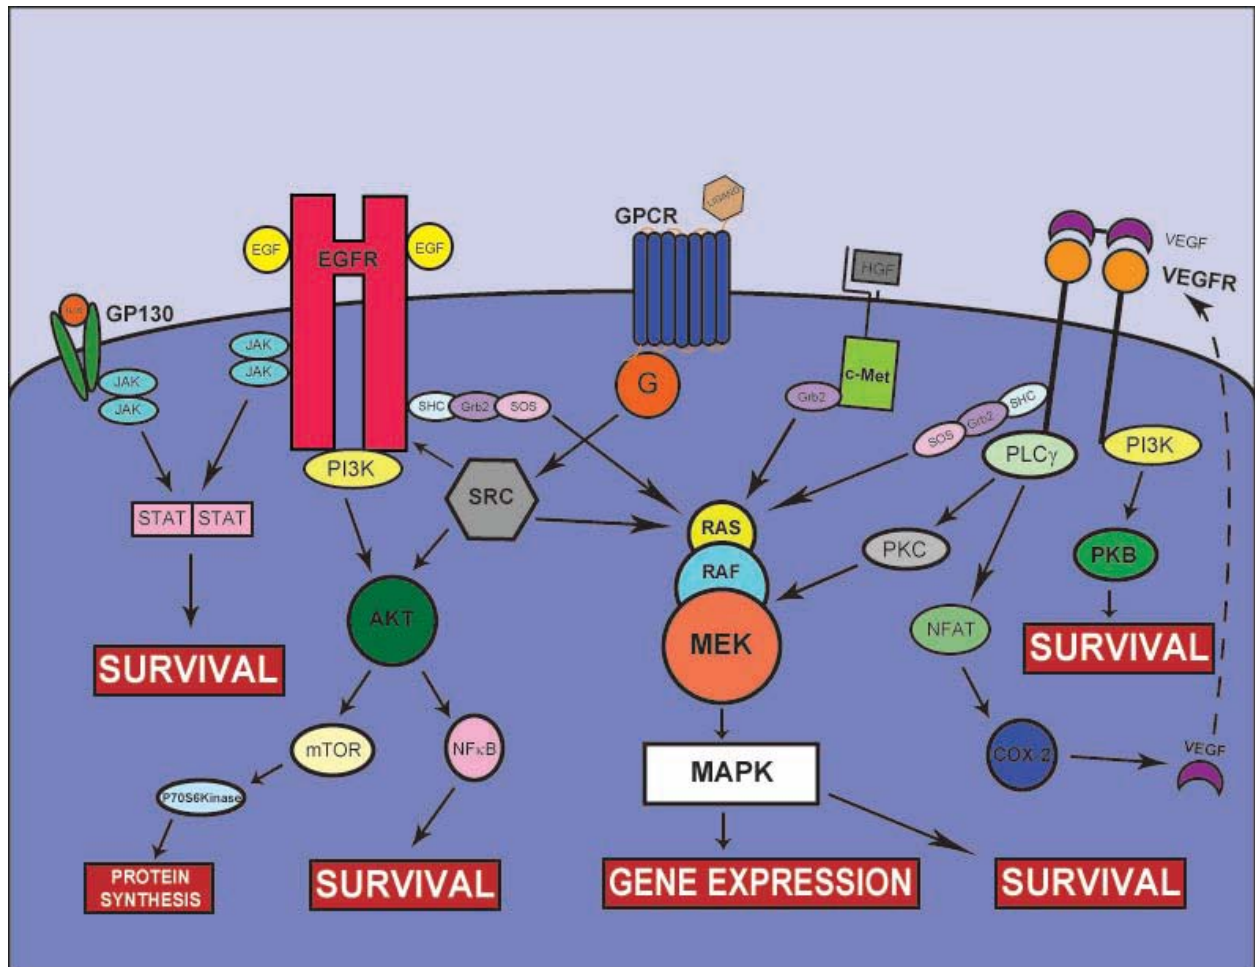 LIGAND
GPCR
EGF
EGFR
EGF
VEGF
VEGFR
HGF
GP130
JAK
JAK
JAK
JAK
G
c-Met
Grb2
SHC
Grb2
SOS
SHC
Grb2
SOS
PI3K
PLCγ
PI3K
SRC
STAT
STAT
RAS
RAF
MEK
PKC
PKB
AKT
NFAT
SURVIVAL
SURVIVAL
mTOR
NFκB
MAPK
COX-2
VEGF
P70S6Kinase
PROTEIN
SYNTHESIS
SURVIVAL
GENE EXPRESSION
SURVIVAL